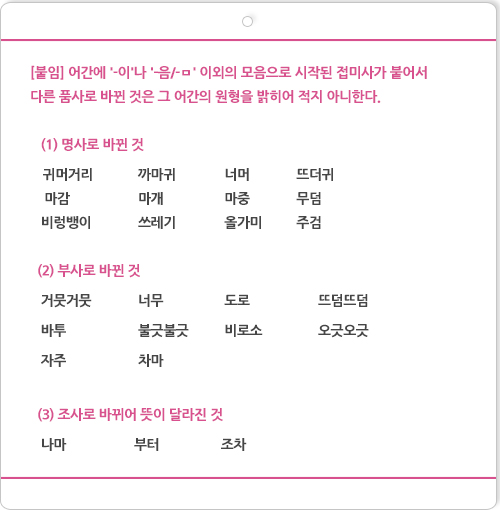 [붙임] 어간에 '-이'나 '-음/-ㅁ' 이외의 모음으로 시작된 접미사가 붙어서
다른 품사로 바뀐 것은 그 어간의 원형을 밝히어 적지 아니한다.
(1) 명사로 바뀐 것
귀머거리 까마귀 너머 뜨더귀
마감 마개 마중 무덤
비렁뱅이 쓰레기 올가미 주검
(2) 부사로 바뀐 것
거뭇거뭇 너무 도로 뜨덤뜨덤
바투 불긋불긋 비로소 오긋오긋
자주 차마
(3) 조사로 바뀌어 뜻이 달라진 것
나마 부터 조차